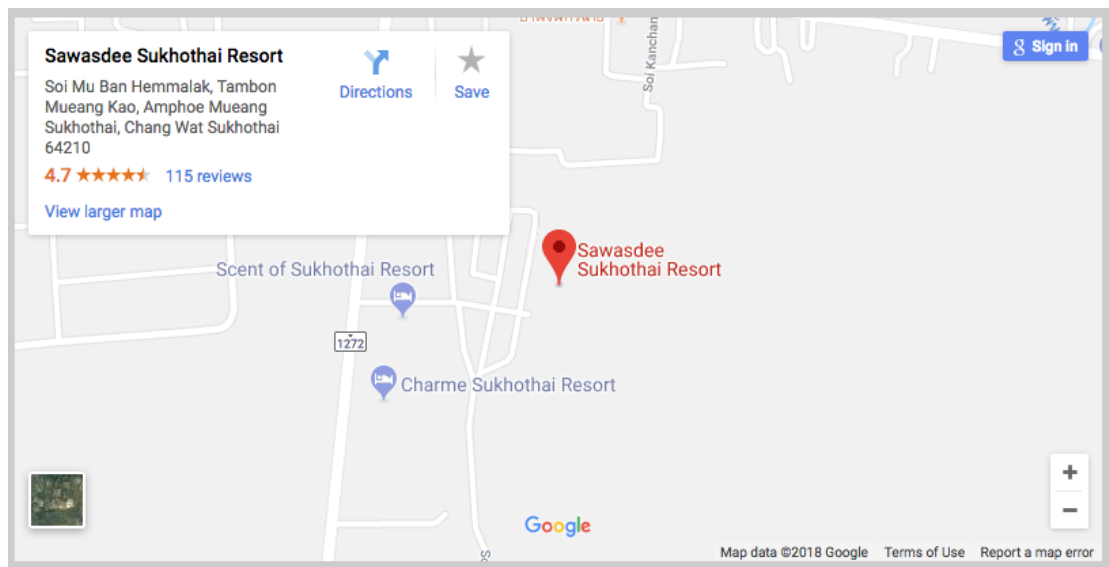 Sawasdee Sukhothai Resort
Soi Mu Ban Hemmalak, Tambon
Mueang Kao, Amphoe Mueang
Sukhothai, Chang Wat Sukhothai
64210
4.7 115 reviews
View larger map
Directions
Save
Sign in
Soi Kanchan
Sawasdee
Sukhothai Resort
Scent of Sukhothai Resort
1272
Charme Sukhothai Resort
Google
Map data ©2018 Google Terms of Use Report a map error